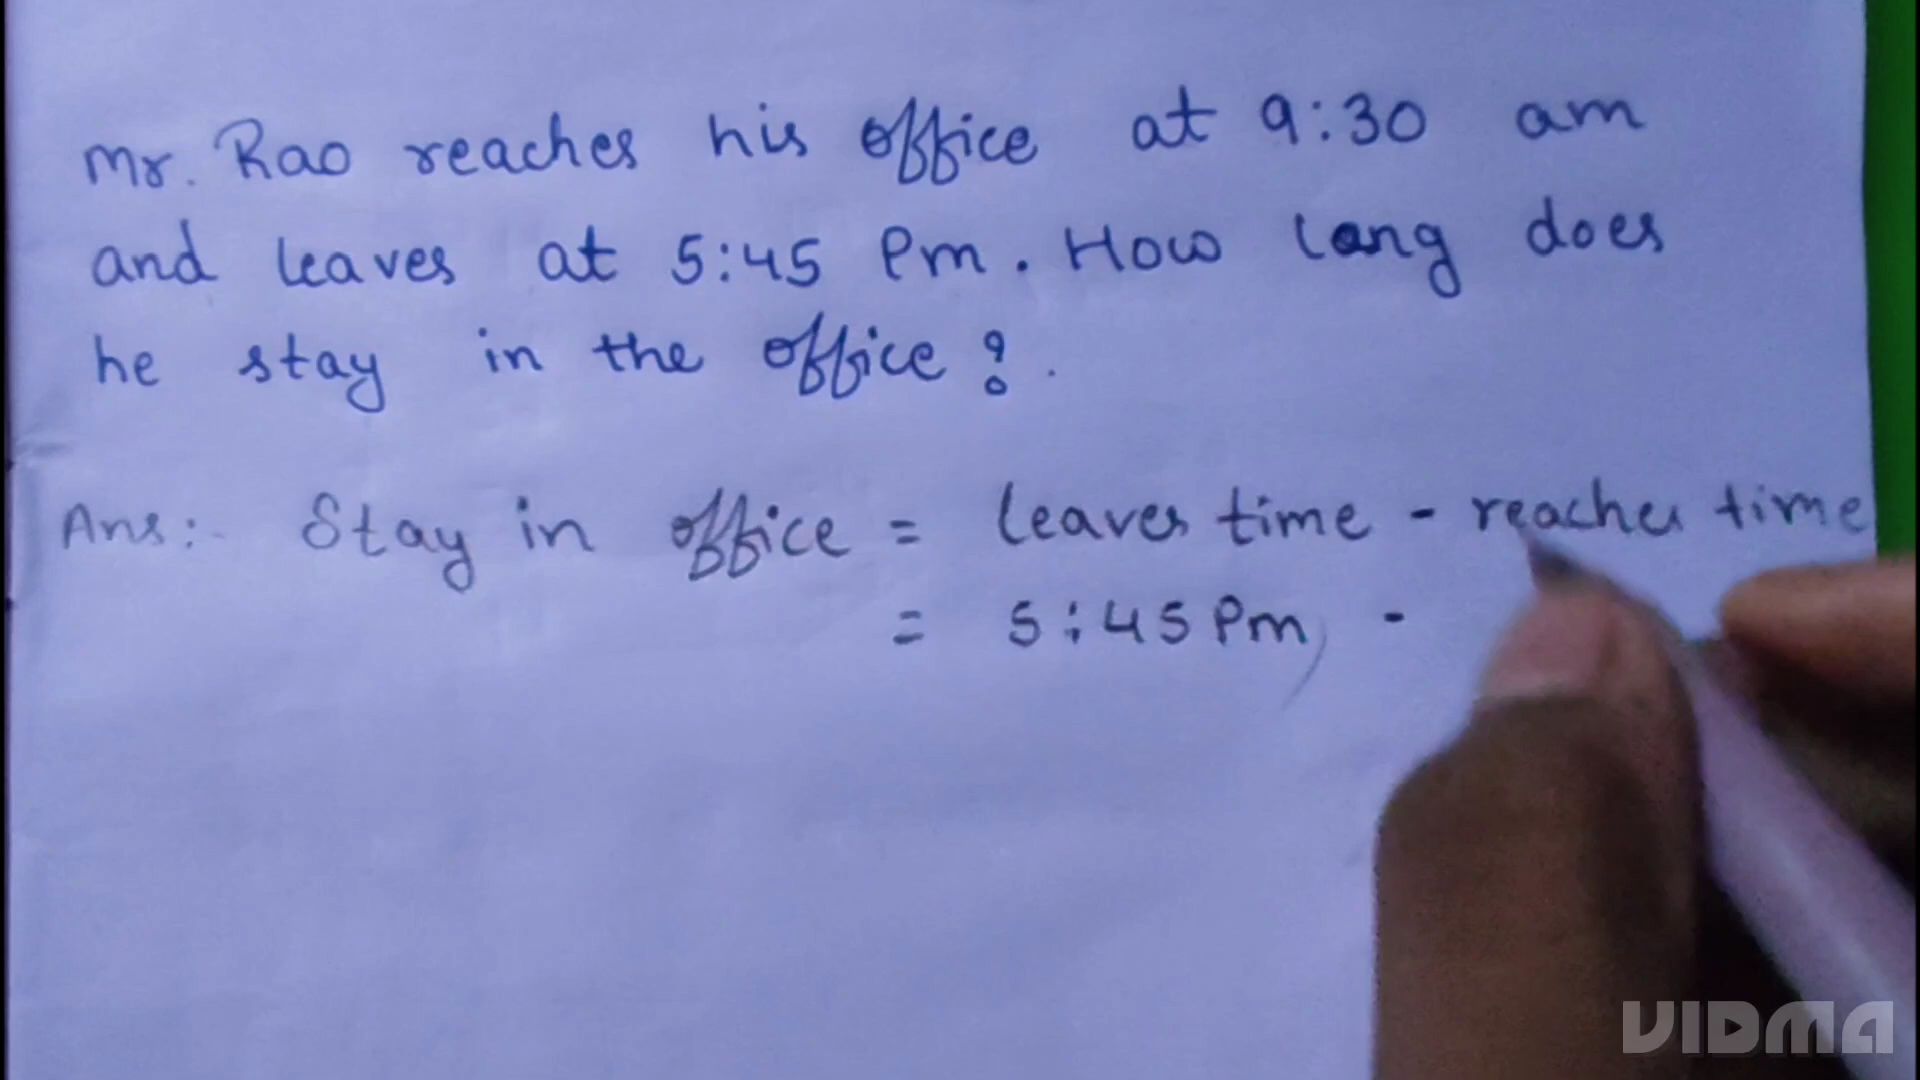 Mr. Rao reaches his office at 9:30 am
and leaves at 5:45 Pm. How long does
he stay in the office?.
Ans:- Stay in office = leaves time - reaches time
= 5:45 Pm -
VIDMA